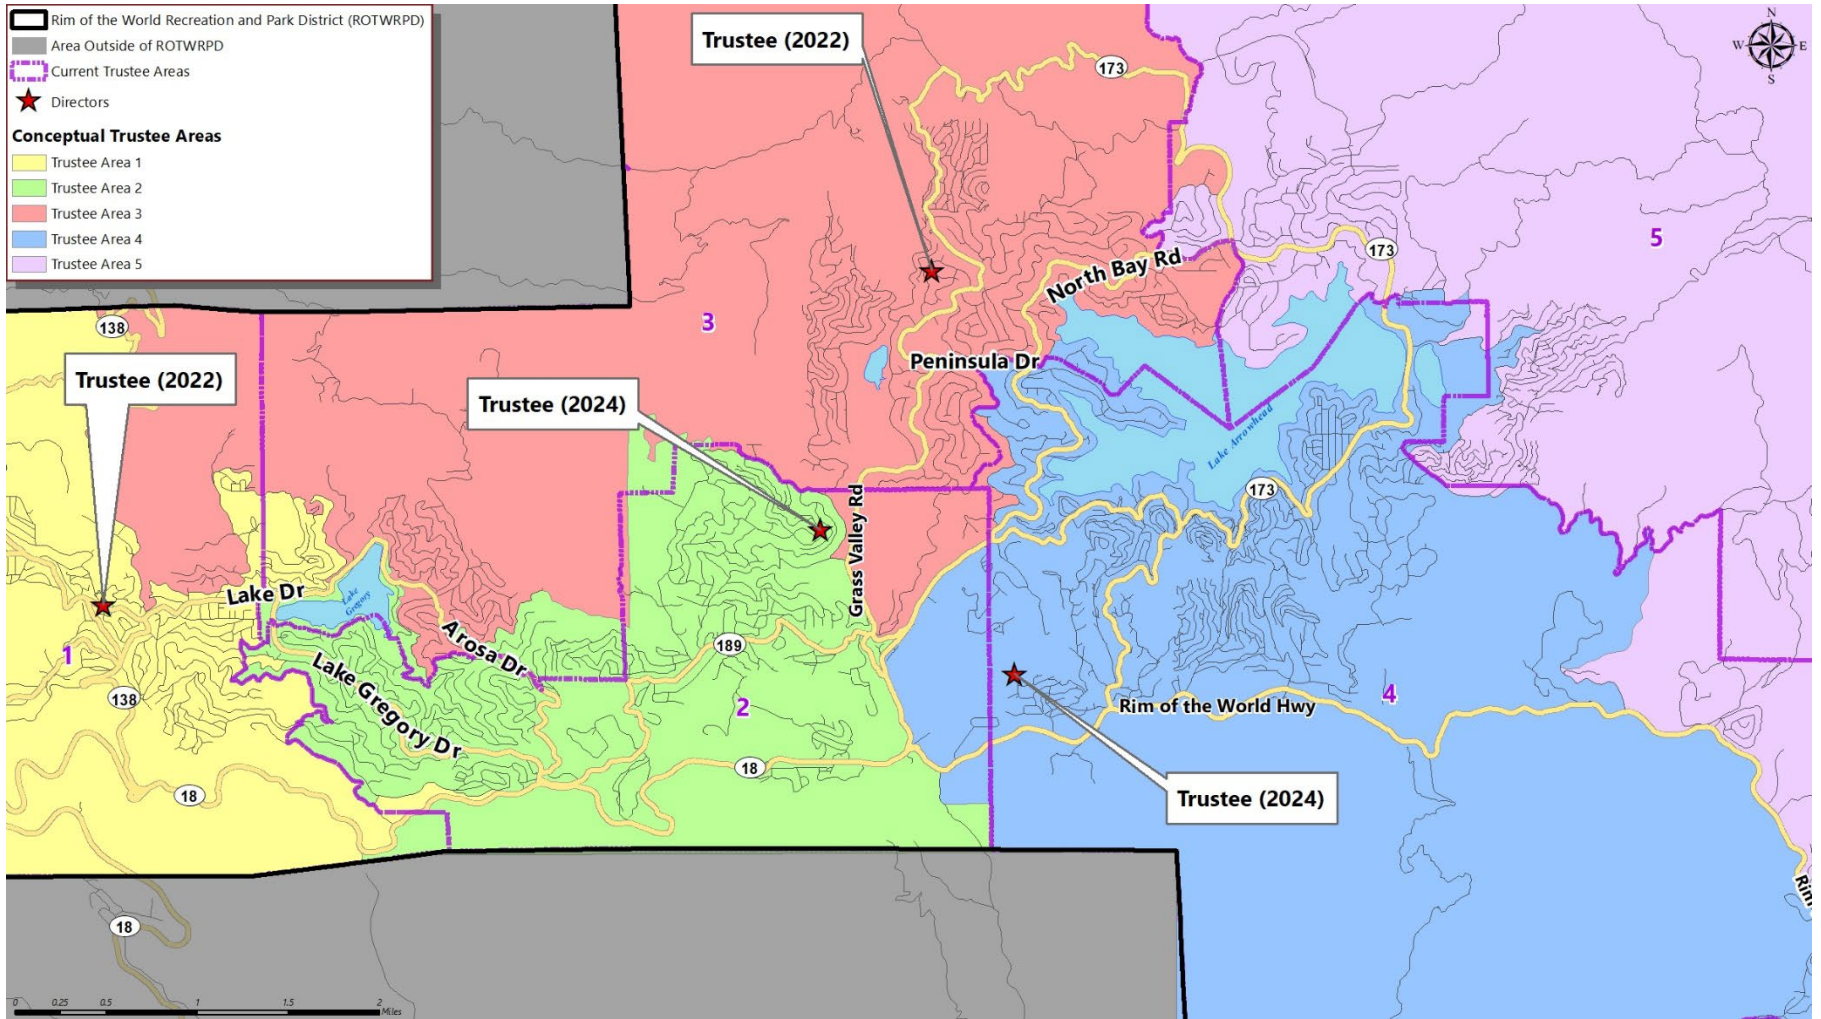 Rim of the World Recreation and Park District (ROTWRPD)
Area Outside of ROTWRPD
Current Trustee Areas
Directors
Conceptual Trustee Areas
Trustee Area 1
Trustee Area 2
Trustee Area 3
Trustee Area 4
Trustee Area 5
Trustee (2022)
173
N
W
E
S
5
173
North Bay Rd
3
138
Peninsula Dr
Trustee (2022)
Trustee (2024)
Lake Arrowhead
173
Grass Valley Rd
Lake Dr
Lake
Gregory
Arosa Dr
189
1
Lake Gregory Dr
138
2
4
Rim of the World Hwy
18
18
Trustee (2024)
18
0
0.25
0.5
1
1.5
2
Miles